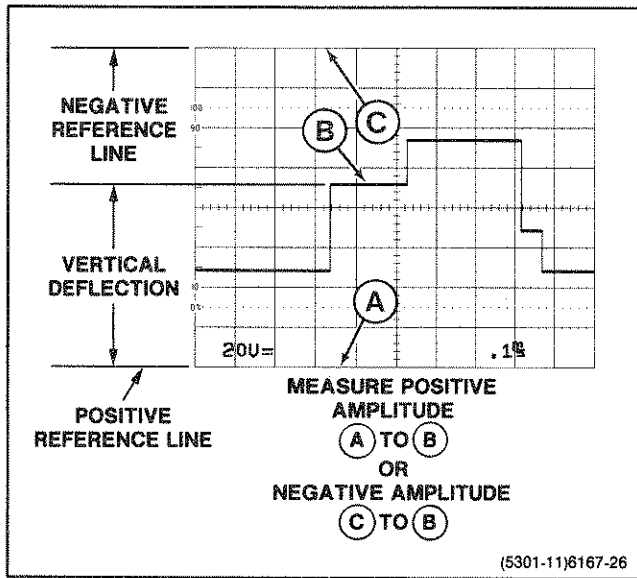 NEGATIVE
REFERENCE
LINE
B
C
90
VERTICAL
DEFLECTION
A
20V=
POSITIVE
REFERENCE LINE
MEASURE POSITIVE
AMPLITUDE
A TO B
OR
NEGATIVE AMPLITUDE
C TO B
(5301-11)6167-26